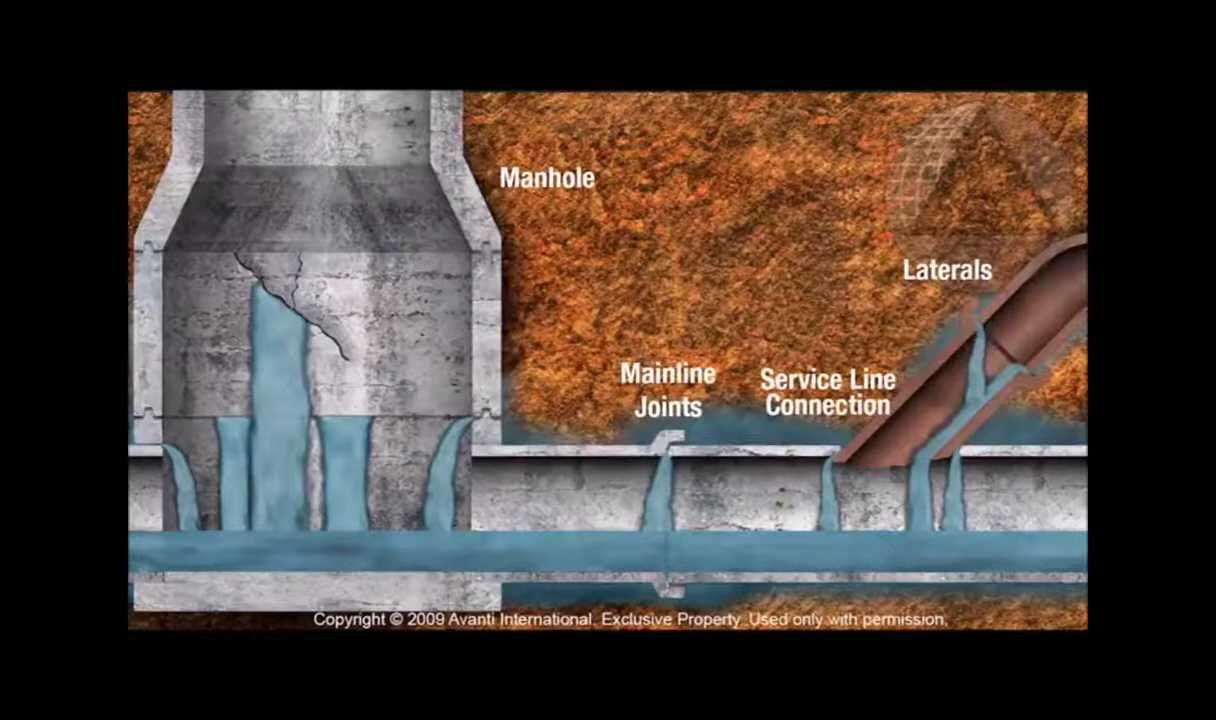 Manhole
Laterals
Mainline
Joints
Service Line
Connection
Copyright © 2009 Avanti International. Exclusive Property. Used only with permission.